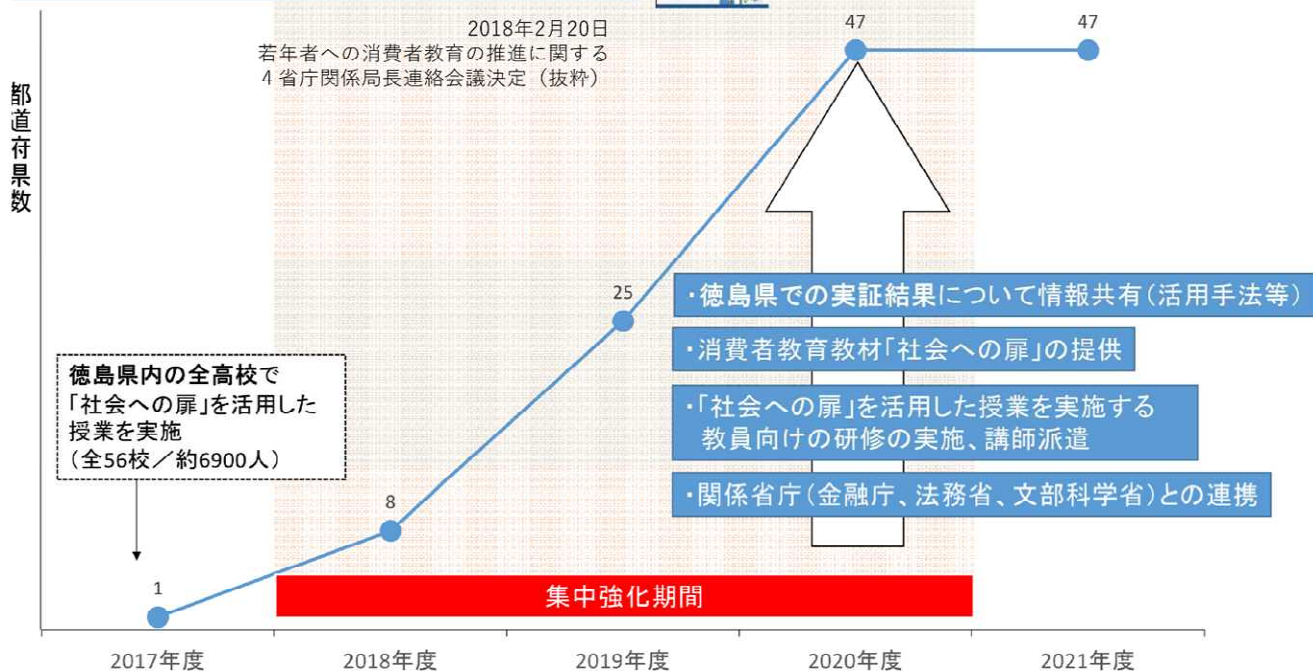 2018年2月20日
若年者への消費者教育の推進に関する
4省庁関係局長連絡会議決定（抜粋）
都道府県数
47
47
25
8
1
徳島県内の全高校で
「社会への扉」を活用した
授業を実施
（全56校／約6900人）
・徳島県での実証結果について情報共有（活用手法等）
・消費者教育教材「社会への扉」の提供
・「社会への扉」を活用した授業を実施する
教員向けの研修の実施、講師派遣
・関係省庁（金融庁、法務省、文部科学省）との連携
集中強化期間
2017年度
2018年度
2019年度
2020年度
2021年度